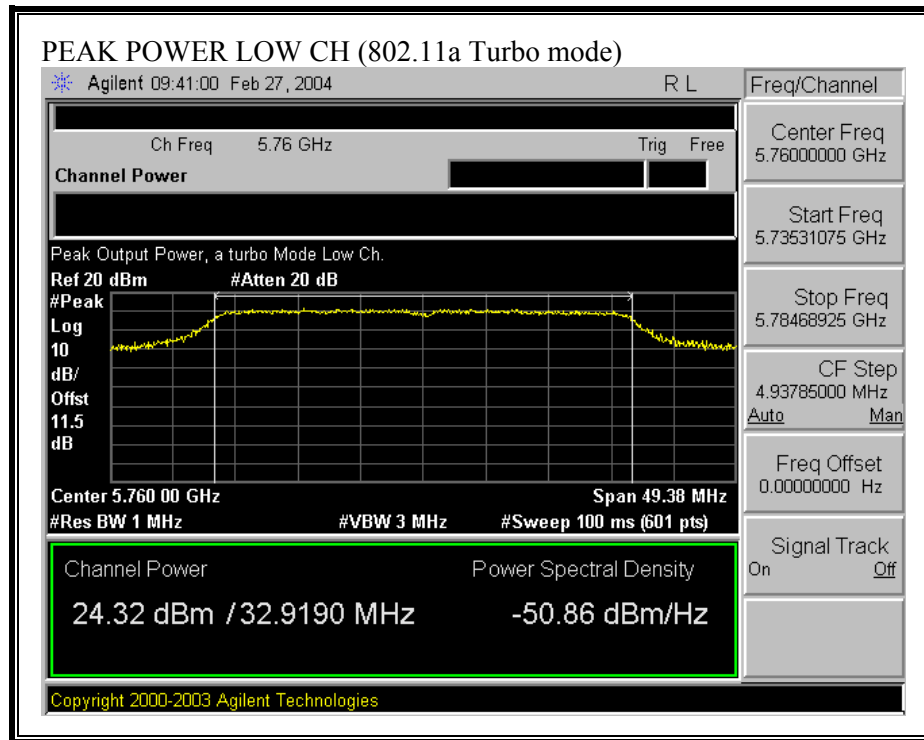 PEAK POWER LOW CH (802.11a Turbo mode)
Agilent 09:41:00 Feb 27, 2004 R L
Freq/Channel
Ch Freq 5.76 GHz Trig Free
Channel Power
Center Freq
5.76000000 GHz
Start Freq
5.73531075 GHz
Stop Freq
5.78468925 GHz
CF Step
4.93785000 MHz
Auto Man
Freq Offset
0.00000000 Hz
Signal Track
On Off
Peak Output Power, a turbo Mode Low Ch.
Ref 20 dBm #Atten 20 dB
#Peak
Log
10
dB/
Offst
11.5
dB
Center 5.760 00 GHz Span 49.38 MHz
#Res BW 1 MHz #VBW 3 MHz #Sweep 100 ms (601 pts)
Channel Power Power Spectral Density
24.32 dBm / 32.9190 MHz -50.86 dBm/Hz
Copyright 2000-2003 Agilent Technologies